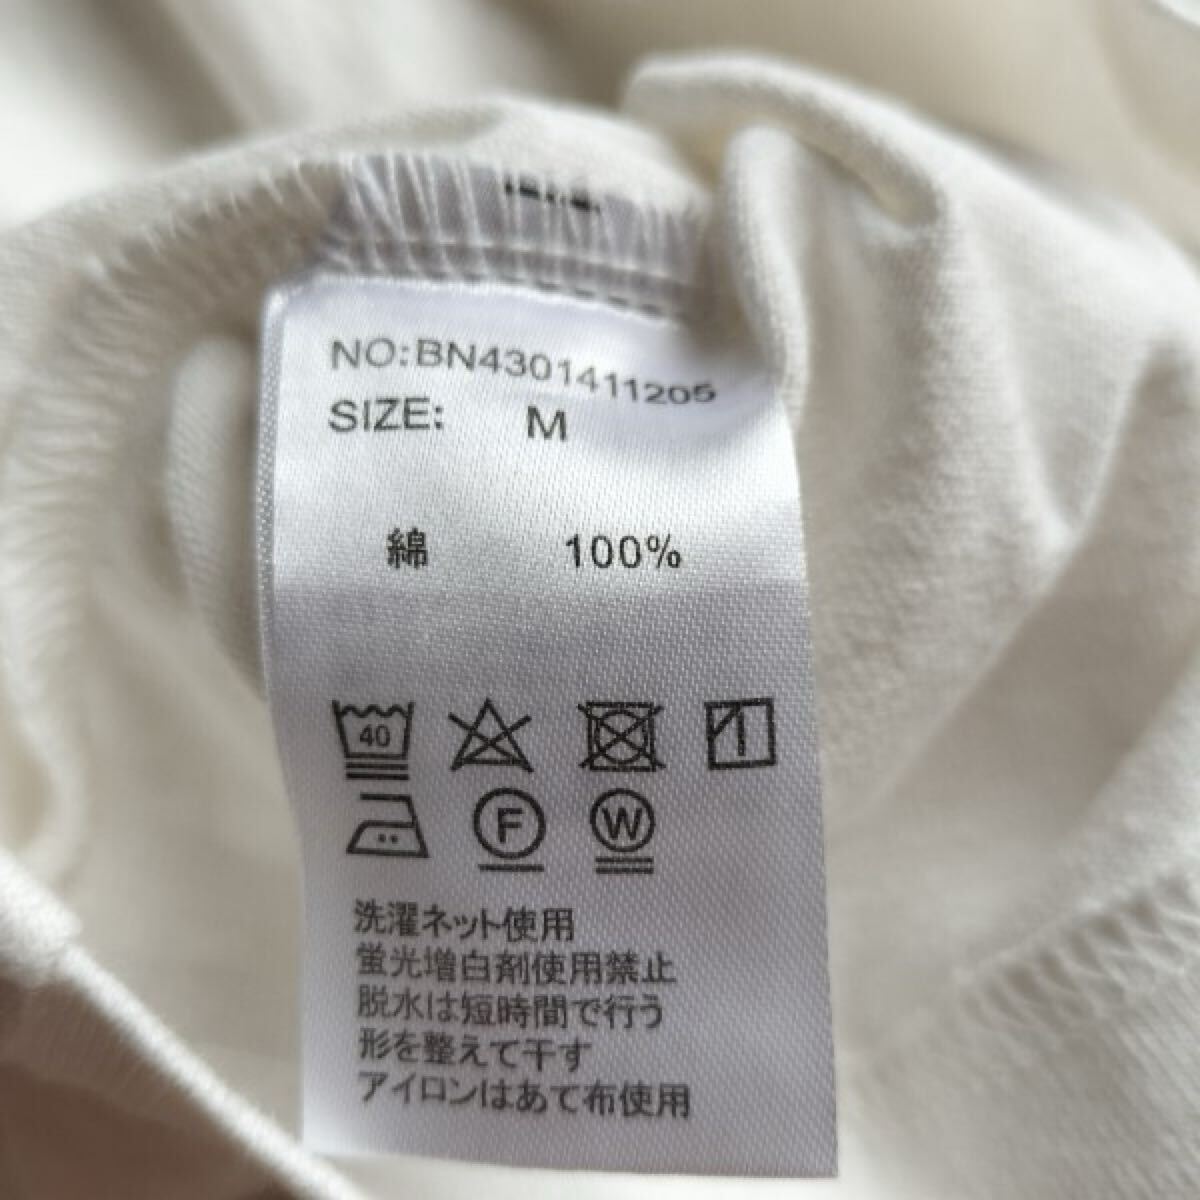 NO:BN4301411205
SIZE: M
綿 100%
40
F W
洗濯ネット使用
蛍光増白剤使用禁止
脱水は短時間で行う
形を整えて干す
アイロンはあて布使用